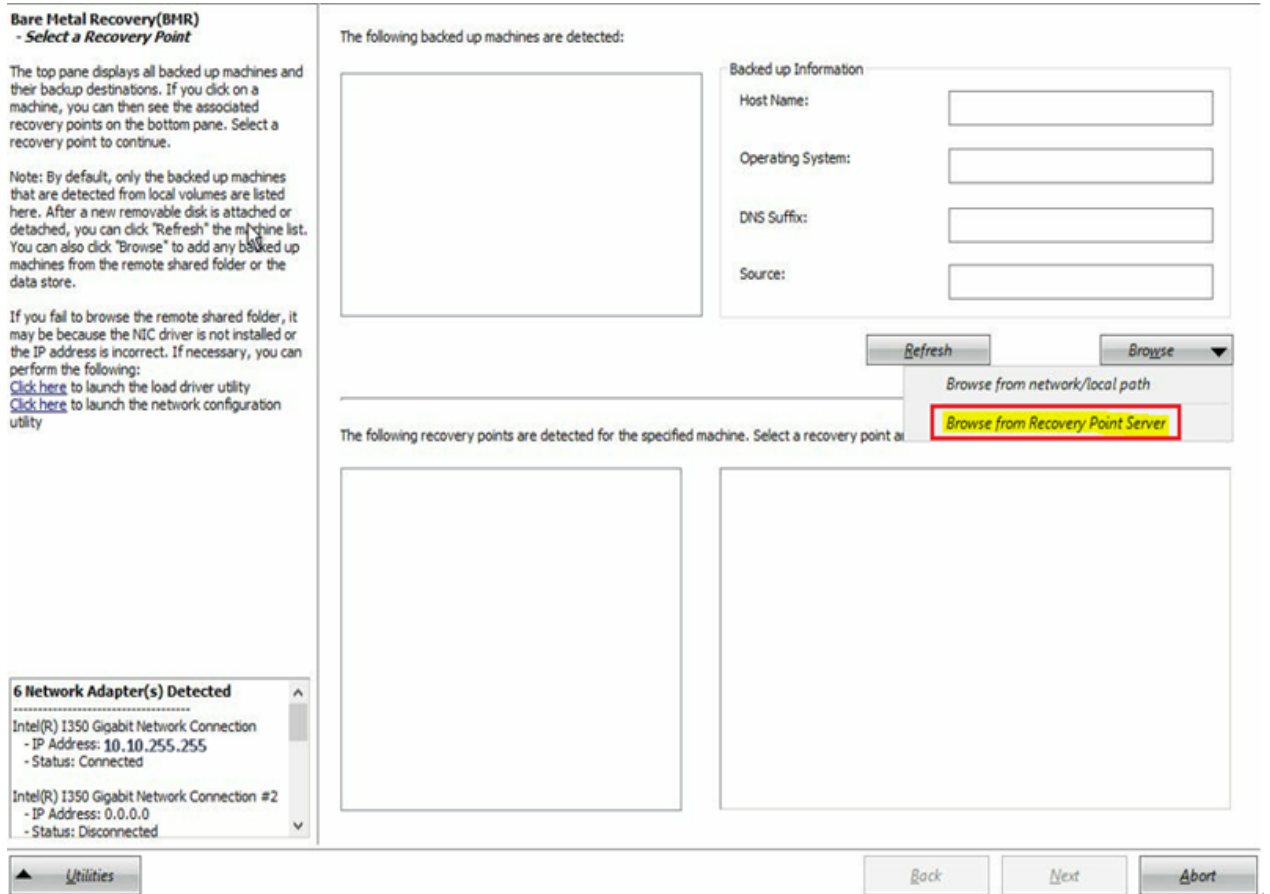 Bare Metal Recovery(BMR)
- Select a Recovery Point
The top pane displays all backed up machines and
their backup destinations. If you click on a
machine, you can then see the associated
recovery points on the bottom pane. Select a
recovery point to continue.
Note: By default, only the backed up machines
that are detected from local volumes are listed
here. After a new removable disk is attached or
detached, you can click "Refresh" the machine list.
You can also click "Browse" to add any backed up
machines from the remote shared folder or the
data store.
If you fail to browse the remote shared folder, it
may be because the NIC driver is not installed or
the IP address is incorrect. If necessary, you can
perform the following:
Click here to launch the load driver utility
Click here to launch the network configuration
utility
6 Network Adapter(s) Detected
-----------------------------------
Intel(R) I350 Gigabit Network Connection
- IP Address: 10.10.255.255
- Status: Connected
Intel(R) I350 Gigabit Network Connection #2
- IP Address: 0.0.0.0
- Status: Disconnected
The following backed up machines are detected:
Backed up Information
Host Name:
Operating System:
DNS Suffix:
Source:
Refresh
Browse
Browse from network/local path
Browse from Recovery Point Server
The following recovery points are detected for the specified machine. Select a recovery point
Utilities
Back
Next
Abort